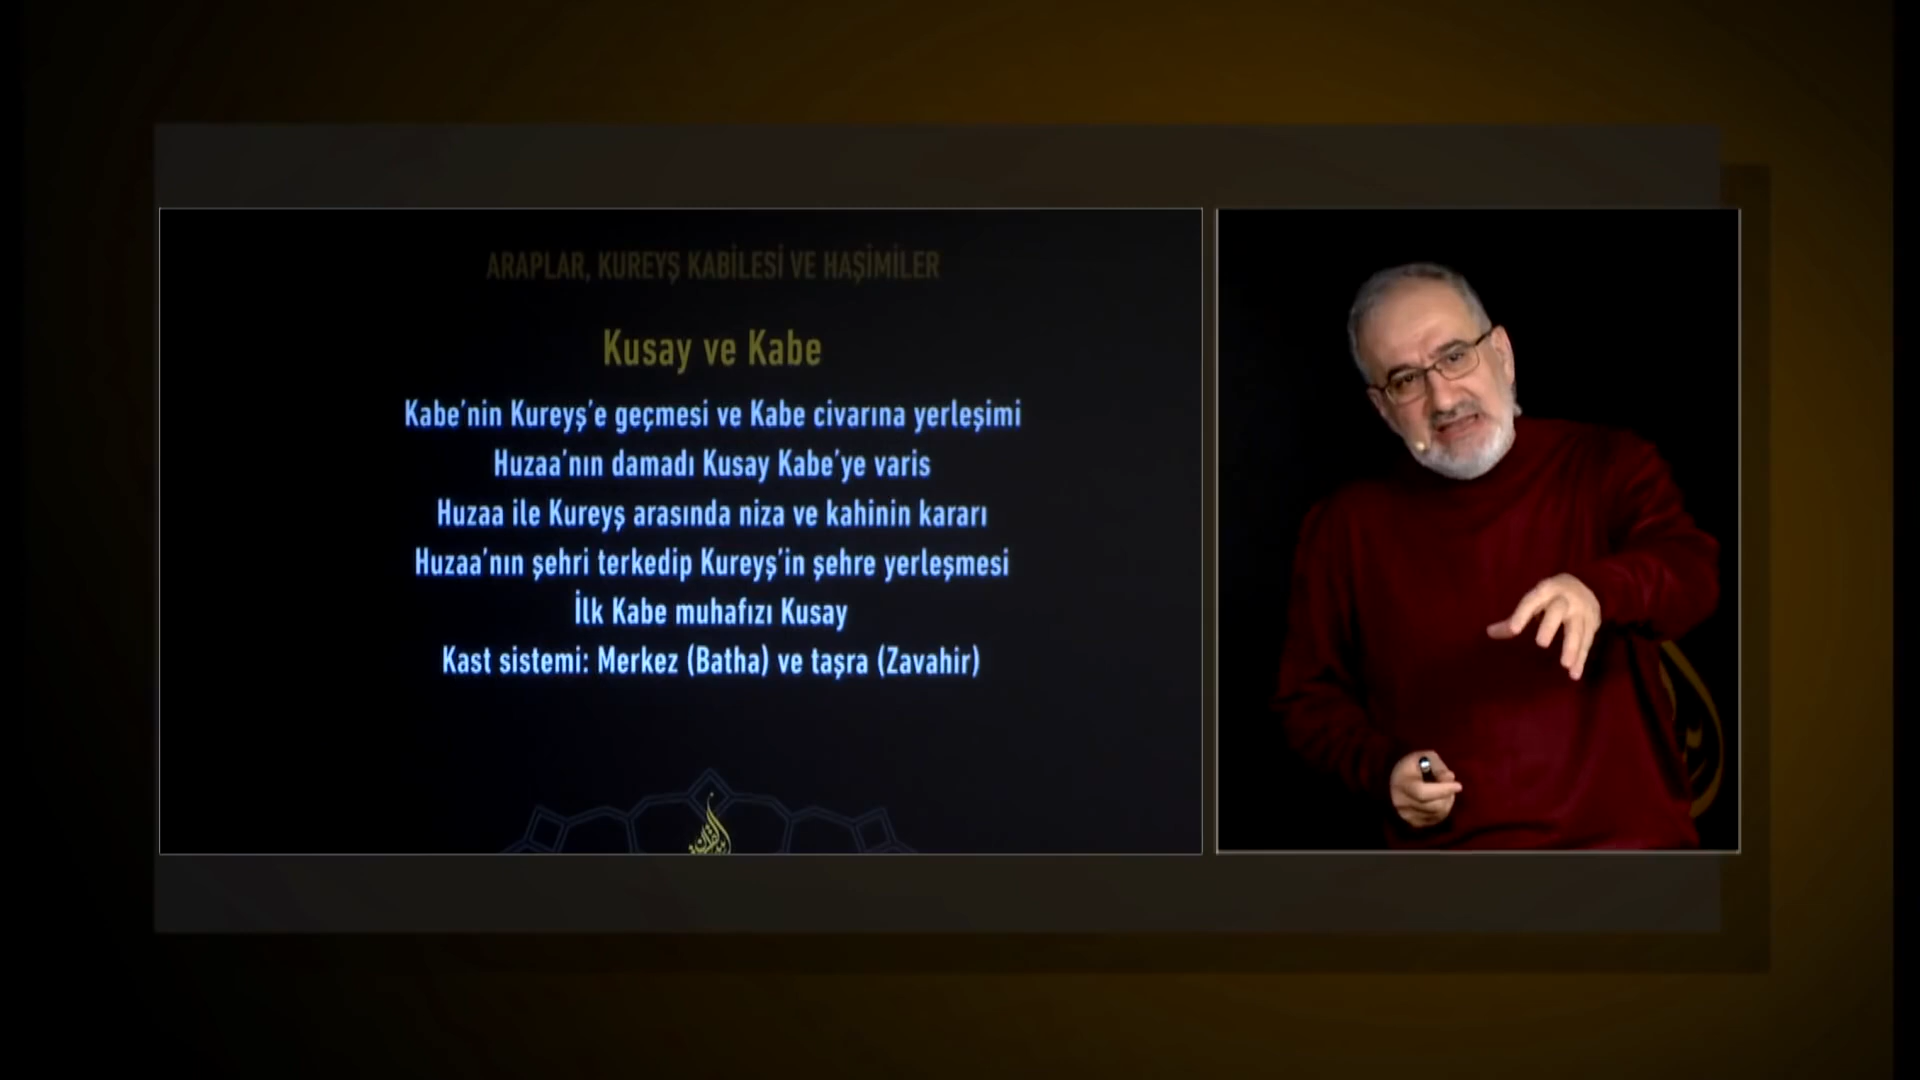 ARAPLAR, KUREYŞ KABİLESİ VE HAŞİMİLER
Kusay ve Kabe
Kabe'nin Kureyş'e geçmesi ve Kabe civarına yerleşimi
Huzaa'nın damadı Kusay Kabe'ye varis
Huzaa ile Kureyş arasında niza ve kahinin kararı
Huzaa'nın şehri terkedip Kureyş'in şehre yerleşmesi
İlk Kabe muhafızı Kusay
Kast sistemi: Merkez (Batha) ve taşra (Zavahir)